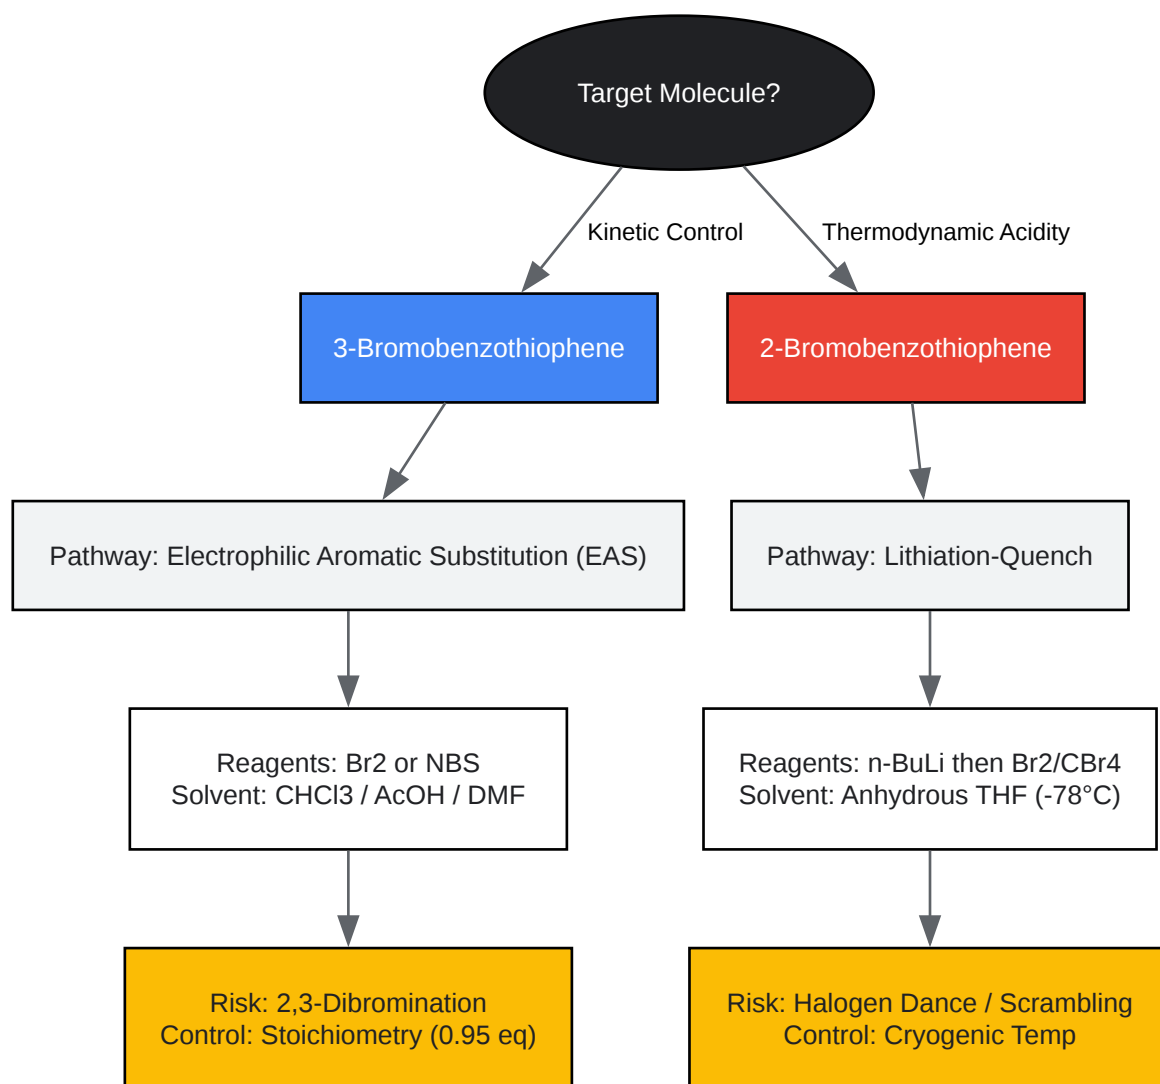 Target Molecule?
Kinetic Control
Thermodynamic Acidity
3-Bromobenzothiophene
2-Bromobenzothiophene
Pathway: Electrophilic Aromatic Substitution (EAS)
Pathway: Lithiation-Quench
Reagents: Br2 or NBS
Solvent: CHCl3 / AcOH / DMF
Reagents: n-BuLi then Br2/CBr4
Solvent: Anhydrous THF (-78°C)
Risk: 2,3-Dibromination
Control: Stoichiometry (0.95 eq)
Risk: Halogen Dance / Scrambling
Control: Cryogenic Temp